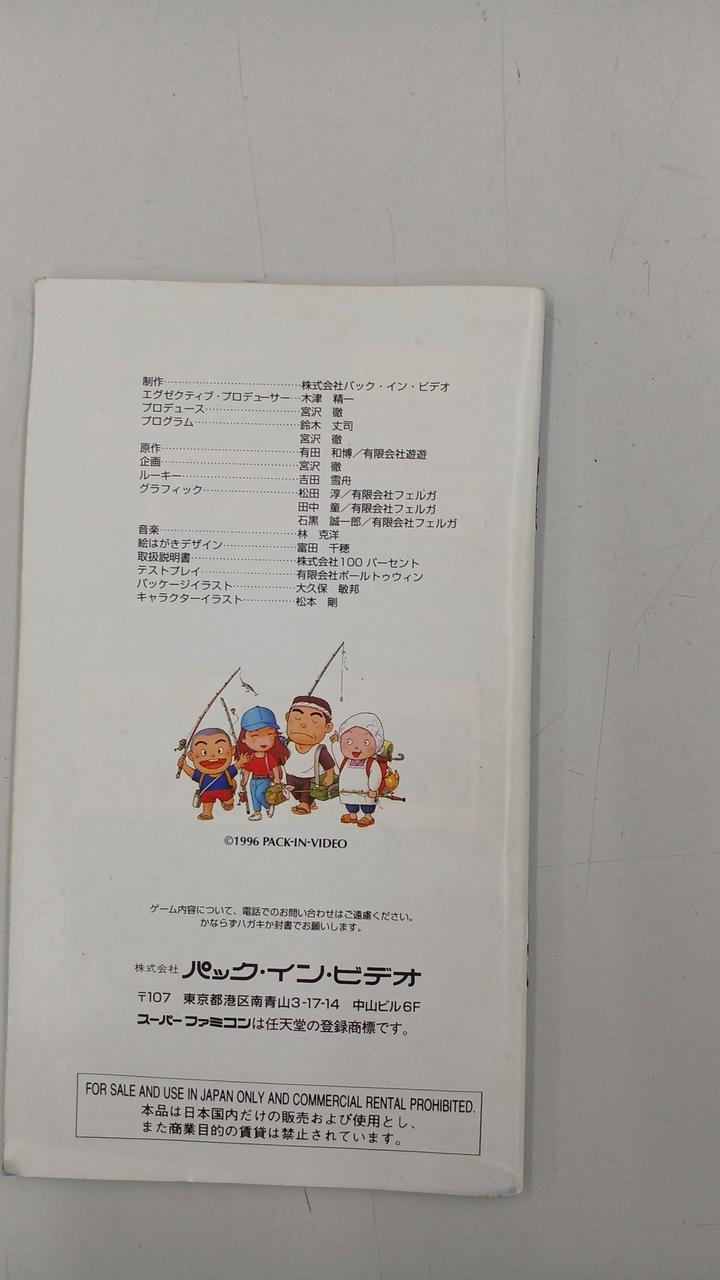 制作……………………………株式会社パック・イン・ビデオ
エグゼクティブ・プロデューサー…木津　精一
プロデュース…………………宮沢　徹
プログラム……………………鈴木　丈司
宮沢　徹
原作……………………………有田　和博／有限会社遊遊
企画……………………………宮沢　徹
ルーキー………………………吉田　雪舟
グラフィック…………………松田　淳／有限会社フェルガ
田中　童／有限会社フェルガ
石黒　誠一郎／有限会社フェルガ
音楽……………………………林　克洋
絵はがきデザイン……………富田　千穂
取扱説明書……………………株式会社100 パーセント
テストプレイ…………………有限会社ポールトゥウィン
パッケージイラスト…………大久保　敏邦
キャラクターイラスト………松本　剛
©1996 PACK-IN-VIDEO
ゲーム内容について、電話でのお問い合わせはご遠慮ください。
かならずハガキか封書でお願いします。
株式会社 パック・イン・ビデオ
〒107　東京都港区南青山3-17-14　中山ビル6F
スーパーファミコンは任天堂の登録商標です。
FOR SALE AND USE IN JAPAN ONLY AND COMMERCIAL RENTAL PROHIBITED.
本品は日本国内だけの販売および使用とし、
また商業目的の賃貸は禁止されています。